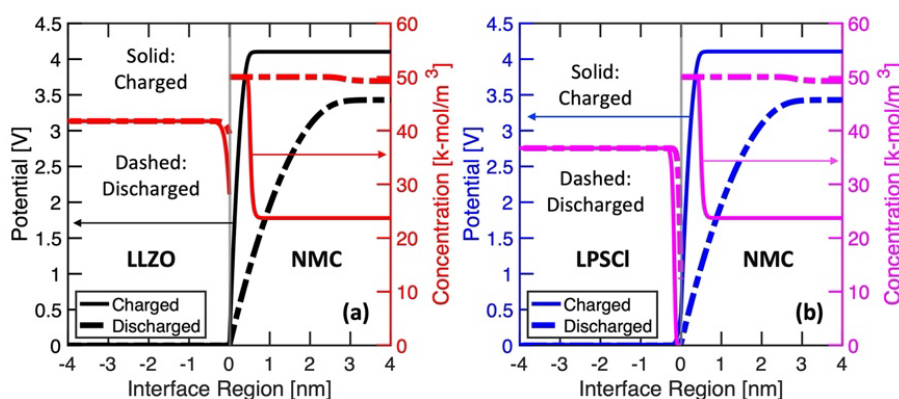 4.5
4
3.5
3
2.5
2
1.5
1
0.5
0
Potential [V]
Solid:
Charged
Dashed:
Discharged
LLZO
NMC
Charged
Discharged
(a)
-4 -3 -2 -1 0 1 2 3 4
Interface Region [nm]
60
50
40
30
20
10
0
Concentration [k-mol/m³]
4.5
4
3.5
3
2.5
2
1.5
1
0.5
0
Potential [V]
Solid:
Charged
Dashed:
Discharged
LPSCl
NMC
Charged
Discharged
(b)
-4 -3 -2 -1 0 1 2 3 4
Interface Region [nm]
60
50
40
30
20
10
0
Concentration [k-mol/m³]